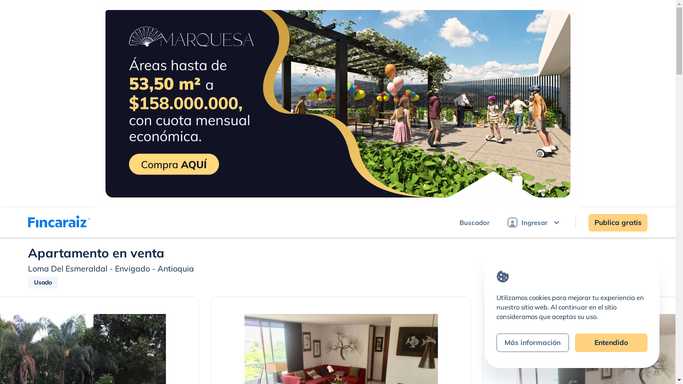 MARQUESA
Áreas hasta de
53,50 m² a
$158.000.000,
con cuota mensual
económica.
Compra AQUÍ
Fincaraiz
Buscador
Ingresar
Publica gratis
Apartamento en venta
Loma Del Esmeraldal - Envigado - Antioquia
Usado
Utilizamos cookies para mejorar tu experiencia en
nuestro sitio web. Al continuar en el sitio
consideramos que aceptas su uso.
Más información
Entendido